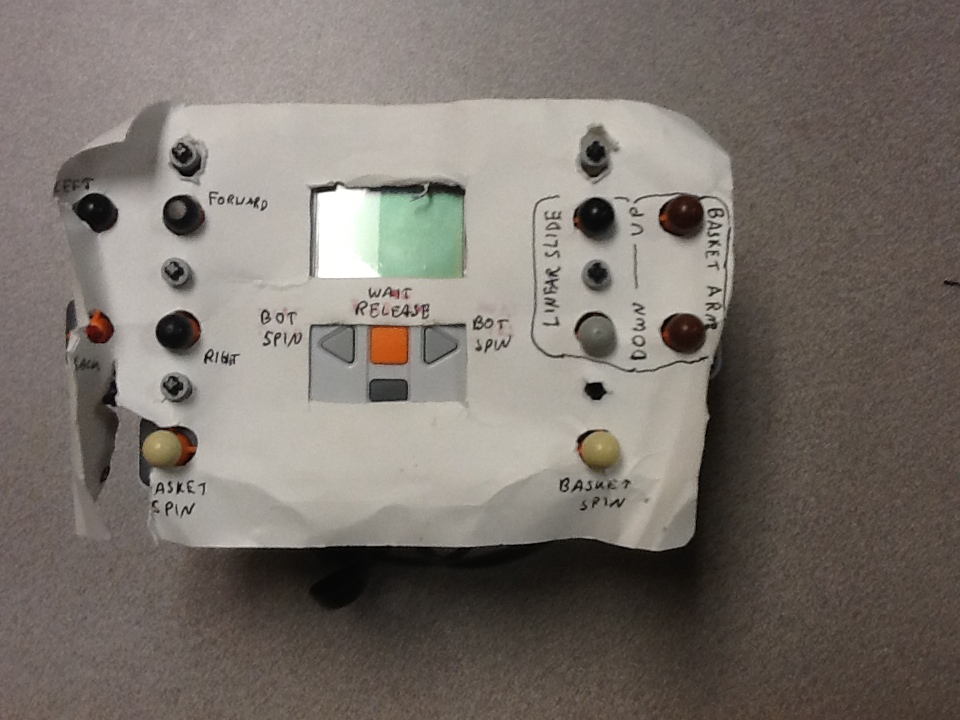 LEFT
FORWARD
WAIT
RELEASE
BOT
SPIN
BOT
SPIN
RIGHT
BACK
LINEAR SLIDE
DOWN — UP
BASKET ARM
ASKET
SPIN
BASKET
SPIN